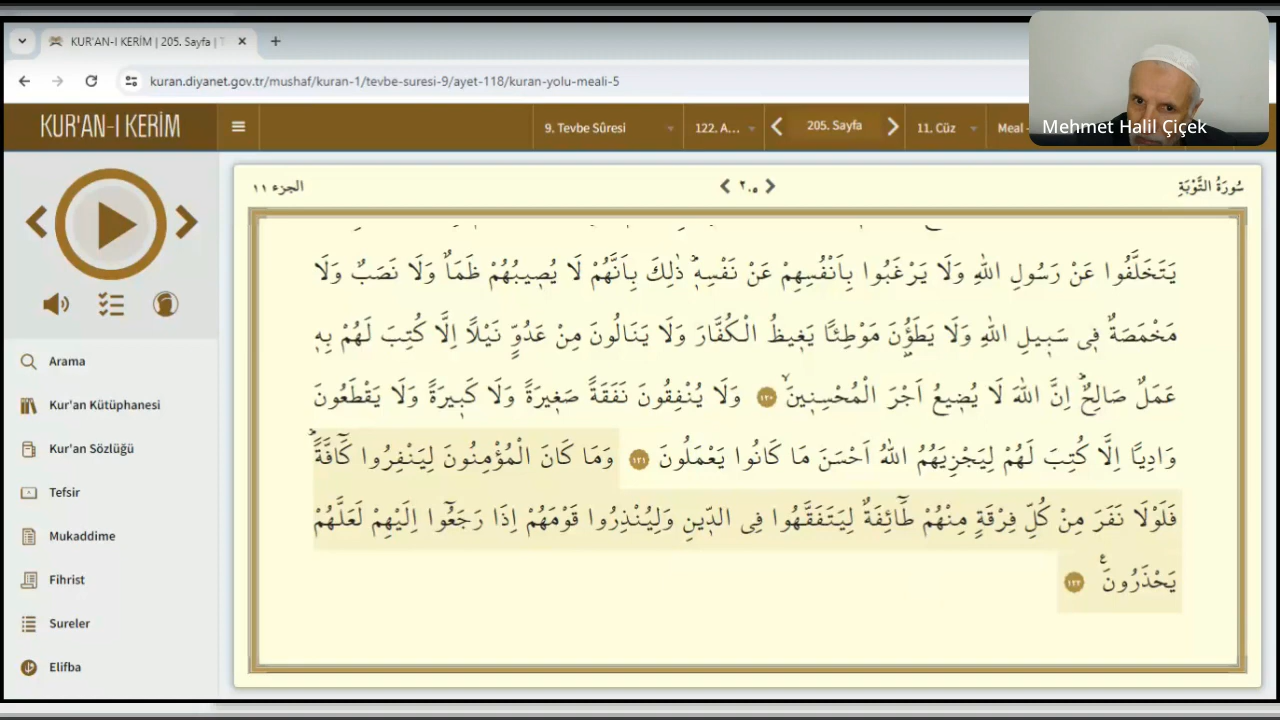 KUR'AN-I KERİM | 205. Sayfa |
kuran.diyanet.gov.tr/mushaf/kuran-1/tevbe-suresi-9/ayet-118/kuran-yolu-meali-5
Mehmet Halil Çiçek
KUR'AN-I KERİM
9. Tevbe Sûresi
122. A...
205. Sayfa
11. Cüz
Meal -
الجزء ١١
٢٠٥
سُورَةُ التَّوْبَةِ
يَتَخَلَّفُوا عَنْ رَسُولِ اللّٰهِ وَلَا يَرْغَبُوا بِاَنْفُسِهِمْ عَنْ نَفْسِه۪ۜ ذٰلِكَ بِاَنَّهُمْ لَا يُص۪يبُهُمْ ظَمَاٌ وَلَا نَصَبٌ وَلَا
مَخْمَصَةٌ ف۪ي سَب۪يلِ اللّٰهِ وَلَا يَطَؤُ۫نَ مَوْطِئًا يَغ۪يظُ الْكُفَّارَ وَلَا يَنَالُونَ مِنْ عَدُوٍّ نَيْلًا اِلَّا كُتِبَ لَهُمْ بِه۪
عَمَلٌ صَالِحٌۜ اِنَّ اللّٰهَ لَا يُض۪يعُ اَجْرَ الْمُحْسِن۪ينَۙ ١٢٠ وَلَا يُنْفِقُونَ نَفَقَةً صَغ۪يرَةً وَلَا كَب۪يرَةً وَلَا يَقْطَعُونَ
وَادِيًا اِلَّا كُتِبَ لَهُمْ لِيَجْزِيَهُمُ اللّٰهُ اَحْسَنَ مَا كَانُوا يَعْمَلُونَ ١٢١ وَمَا كَانَ الْمُؤْمِنُونَ لِيَنْفِرُوا كَٓافَّةًۜ
فَلَوْلَا نَفَرَ مِنْ كُلِّ فِرْقَةٍ مِنْهُمْ طَٓائِفَةٌ لِيَتَفَقَّهُوا فِي الدّ۪ينِ وَلِيُنْذِرُوا قَوْمَهُمْ اِذَا رَجَعُٓوا اِلَيْهِمْ لَعَلَّهُمْ
يَحْذَرُونَ۟ ١٢٢
Arama
Kur'an Kütüphanesi
Kur'an Sözlüğü
Tefsir
Mukaddime
Fihrist
Sureler
Elifba